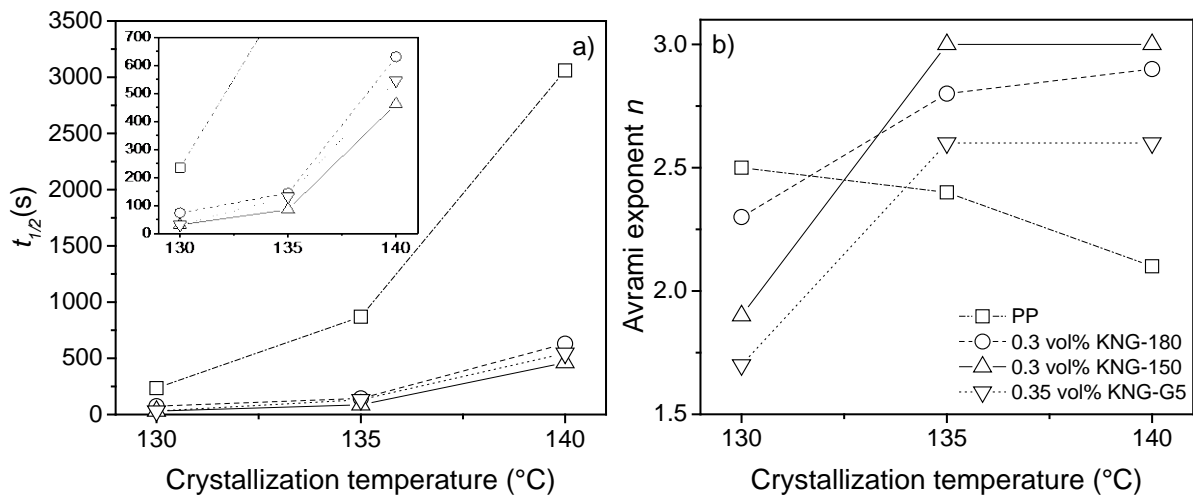 a)
3500
3000
2500
2000
1500
1000
500
0
t1/2(s)
700
600
500
400
300
200
100
0
130 135 140
130 135 140
Crystallization temperature (°C)
b)
3.0
2.5
2.0
1.5
Avrami exponent n
PP
0.3 vol% KNG-180
0.3 vol% KNG-150
0.35 vol% KNG-G5
130 135 140
Crystallization temperature (°C)